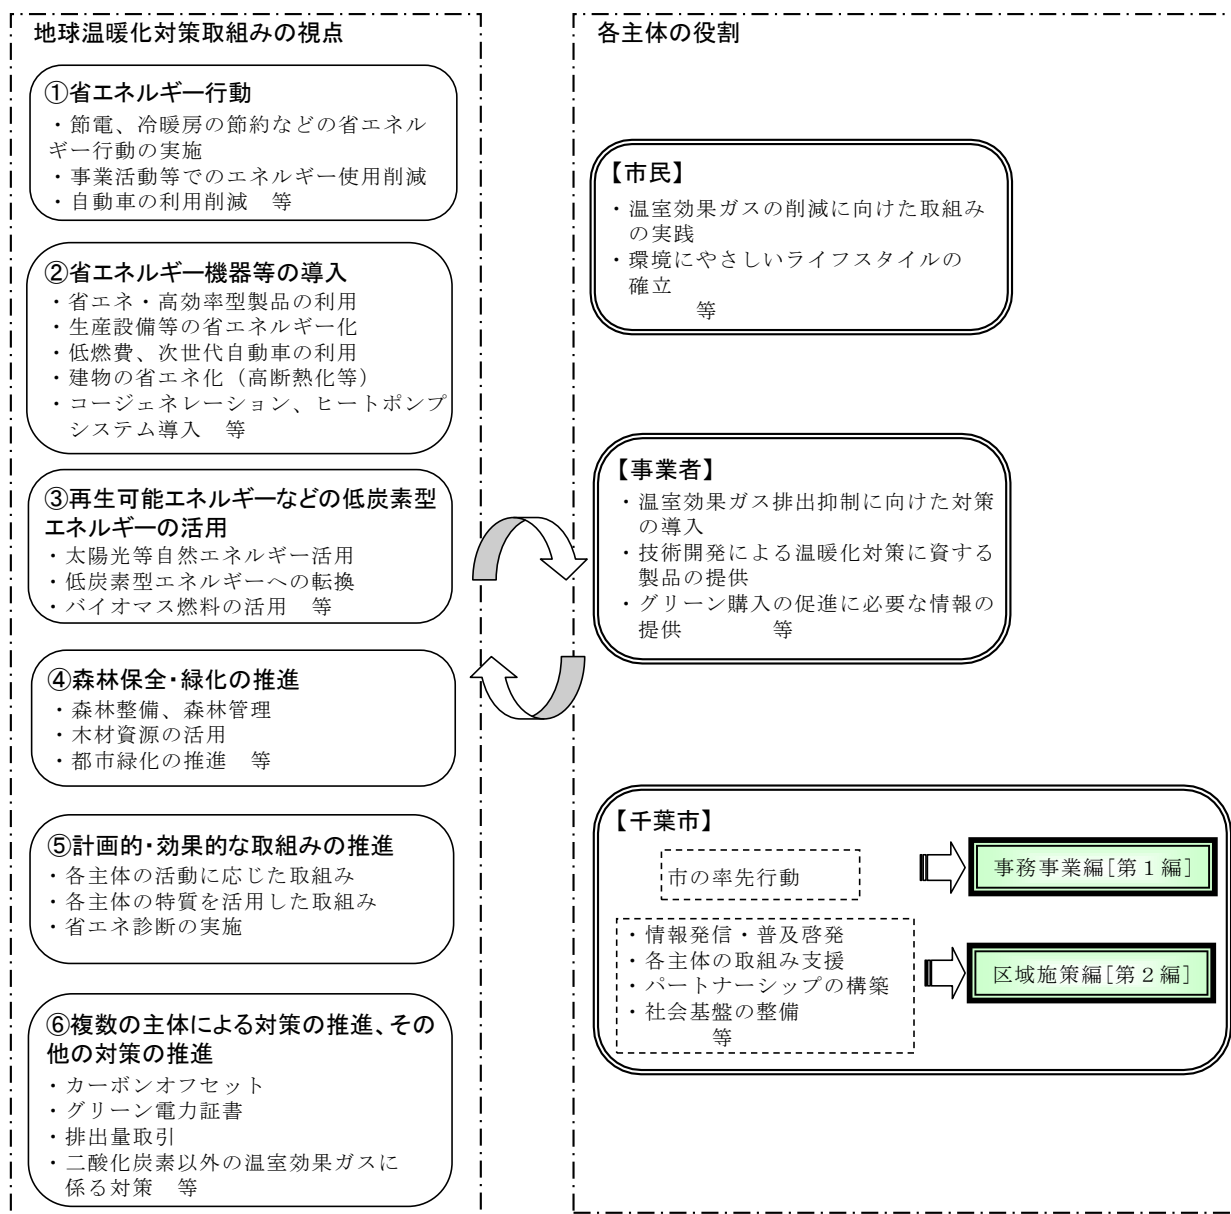 地球温暖化対策取組みの視点
①省エネルギー行動
・節電、冷暖房の節約などの省エネル
ギー行動の実施
・事業活動等でのエネルギー使用削減
・自動車の利用削減　等
②省エネルギー機器等の導入
・省エネ・高効率型製品の利用
・生産設備等の省エネルギー化
・低燃費、次世代自動車の利用
・建物の省エネ化（高断熱化等）
・コージェネレーション、ヒートポンプ
システム導入　等
③再生可能エネルギーなどの低炭素型
エネルギーの活用
・太陽光等自然エネルギー活用
・低炭素型エネルギーへの転換
・バイオマス燃料の活用　等
④森林保全・緑化の推進
・森林整備、森林管理
・木材資源の活用
・都市緑化の推進　等
⑤計画的・効果的な取組みの推進
・各主体の活動に応じた取組み
・各主体の特質を活用した取組み
・省エネ診断の実施
⑥複数の主体による対策の推進、その
他の対策の推進
・カーボンオフセット
・グリーン電力証書
・排出量取引
・二酸化炭素以外の温室効果ガスに
係る対策　等
各主体の役割
【市民】
・温室効果ガスの削減に向けた取組み
の実践
・環境にやさしいライフスタイルの
確立
等
【事業者】
・温室効果ガス排出抑制に向けた対策
の導入
・技術開発による温暖化対策に資する
製品の提供
・グリーン購入の促進に必要な情報の
提供　　　等
【千葉市】
市の率先行動
事務事業編[第１編]
・情報発信・普及啓発
・各主体の取組み支援
・パートナーシップの構築
・社会基盤の整備
等
区域施策編[第２編]